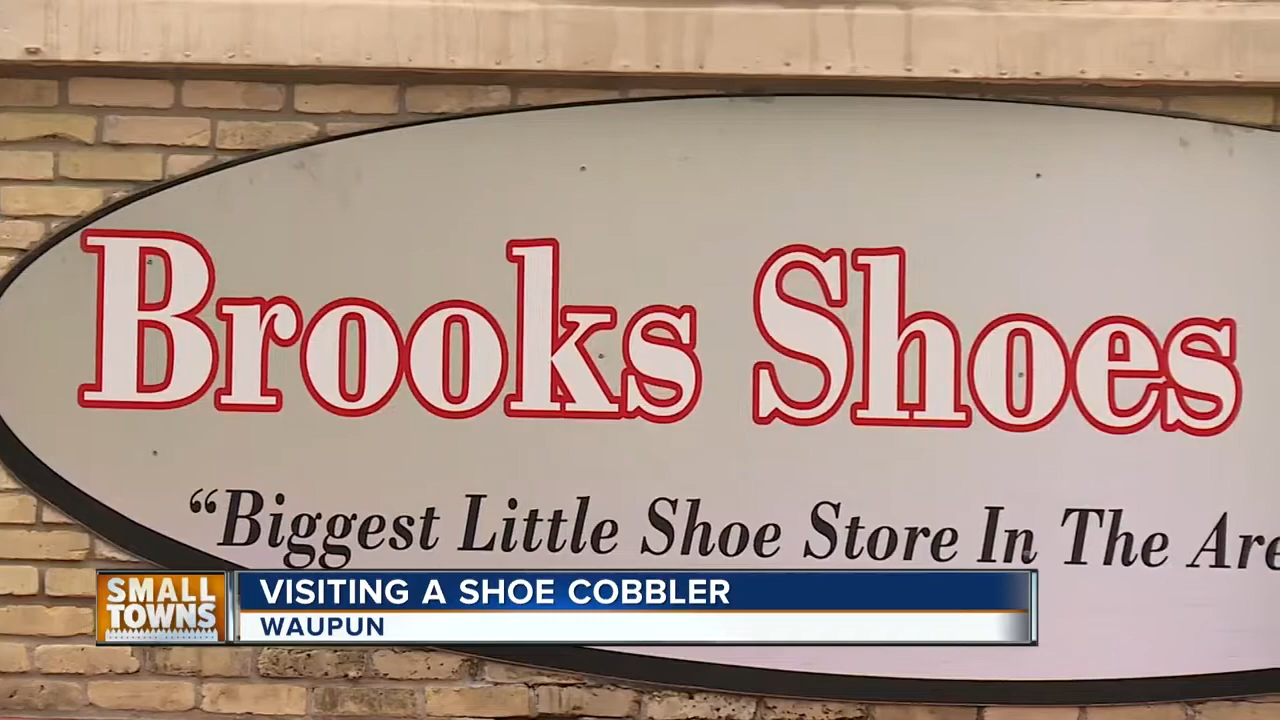 Brooks Shoes
“Biggest Little Shoe Store In The Are
SMALL
TOWNS
VISITING A SHOE COBBLER
WAUPUN